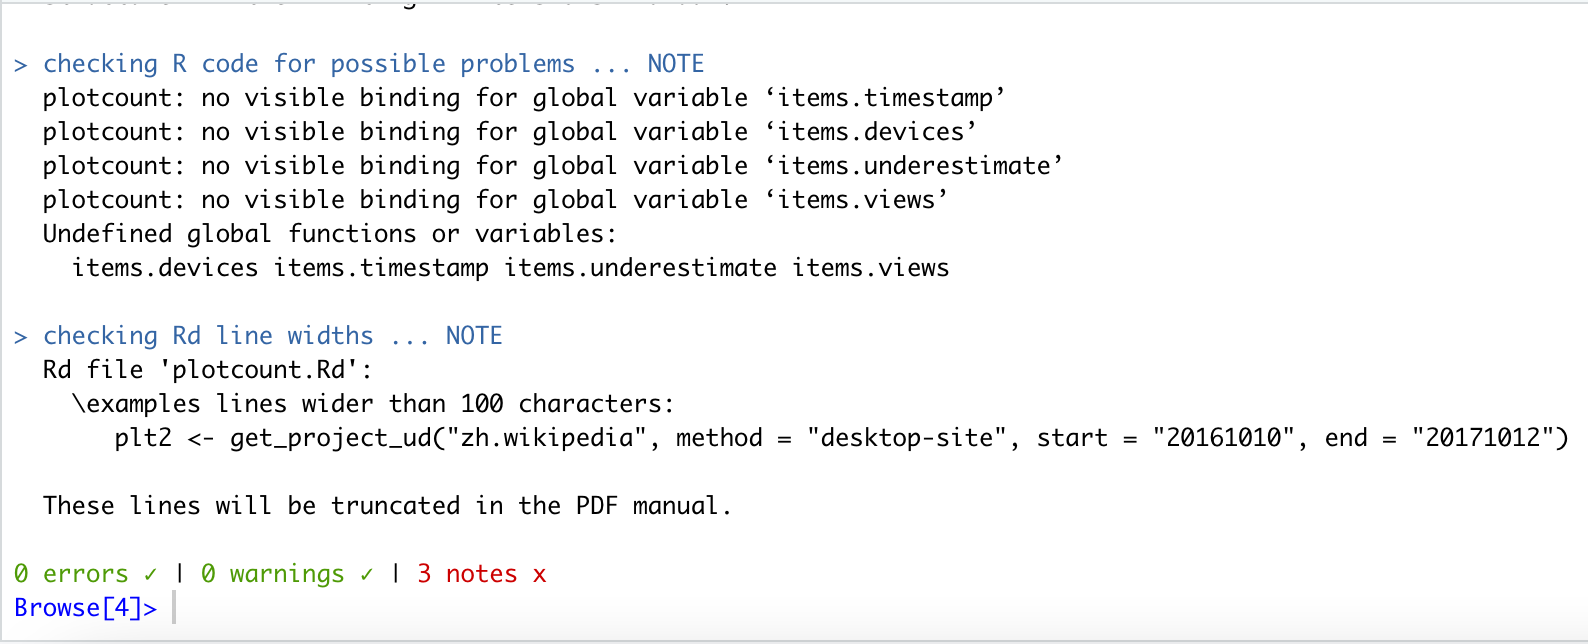 > checking R code for possible problems ... NOTE
plotcount: no visible binding for global variable ‘items.timestamp’
plotcount: no visible binding for global variable ‘items.devices’
plotcount: no visible binding for global variable ‘items.underestimate’
plotcount: no visible binding for global variable ‘items.views’
Undefined global functions or variables:
items.devices items.timestamp items.underestimate items.views
> checking Rd line widths ... NOTE
Rd file 'plotcount.Rd':
\examples lines wider than 100 characters:
plt2 <- get_project_ud("zh.wikipedia", method = "desktop-site", start = "20161010", end = "20171012")
These lines will be truncated in the PDF manual.
0 errors ✓ | 0 warnings ✓ | 3 notes x
Browse[4]>